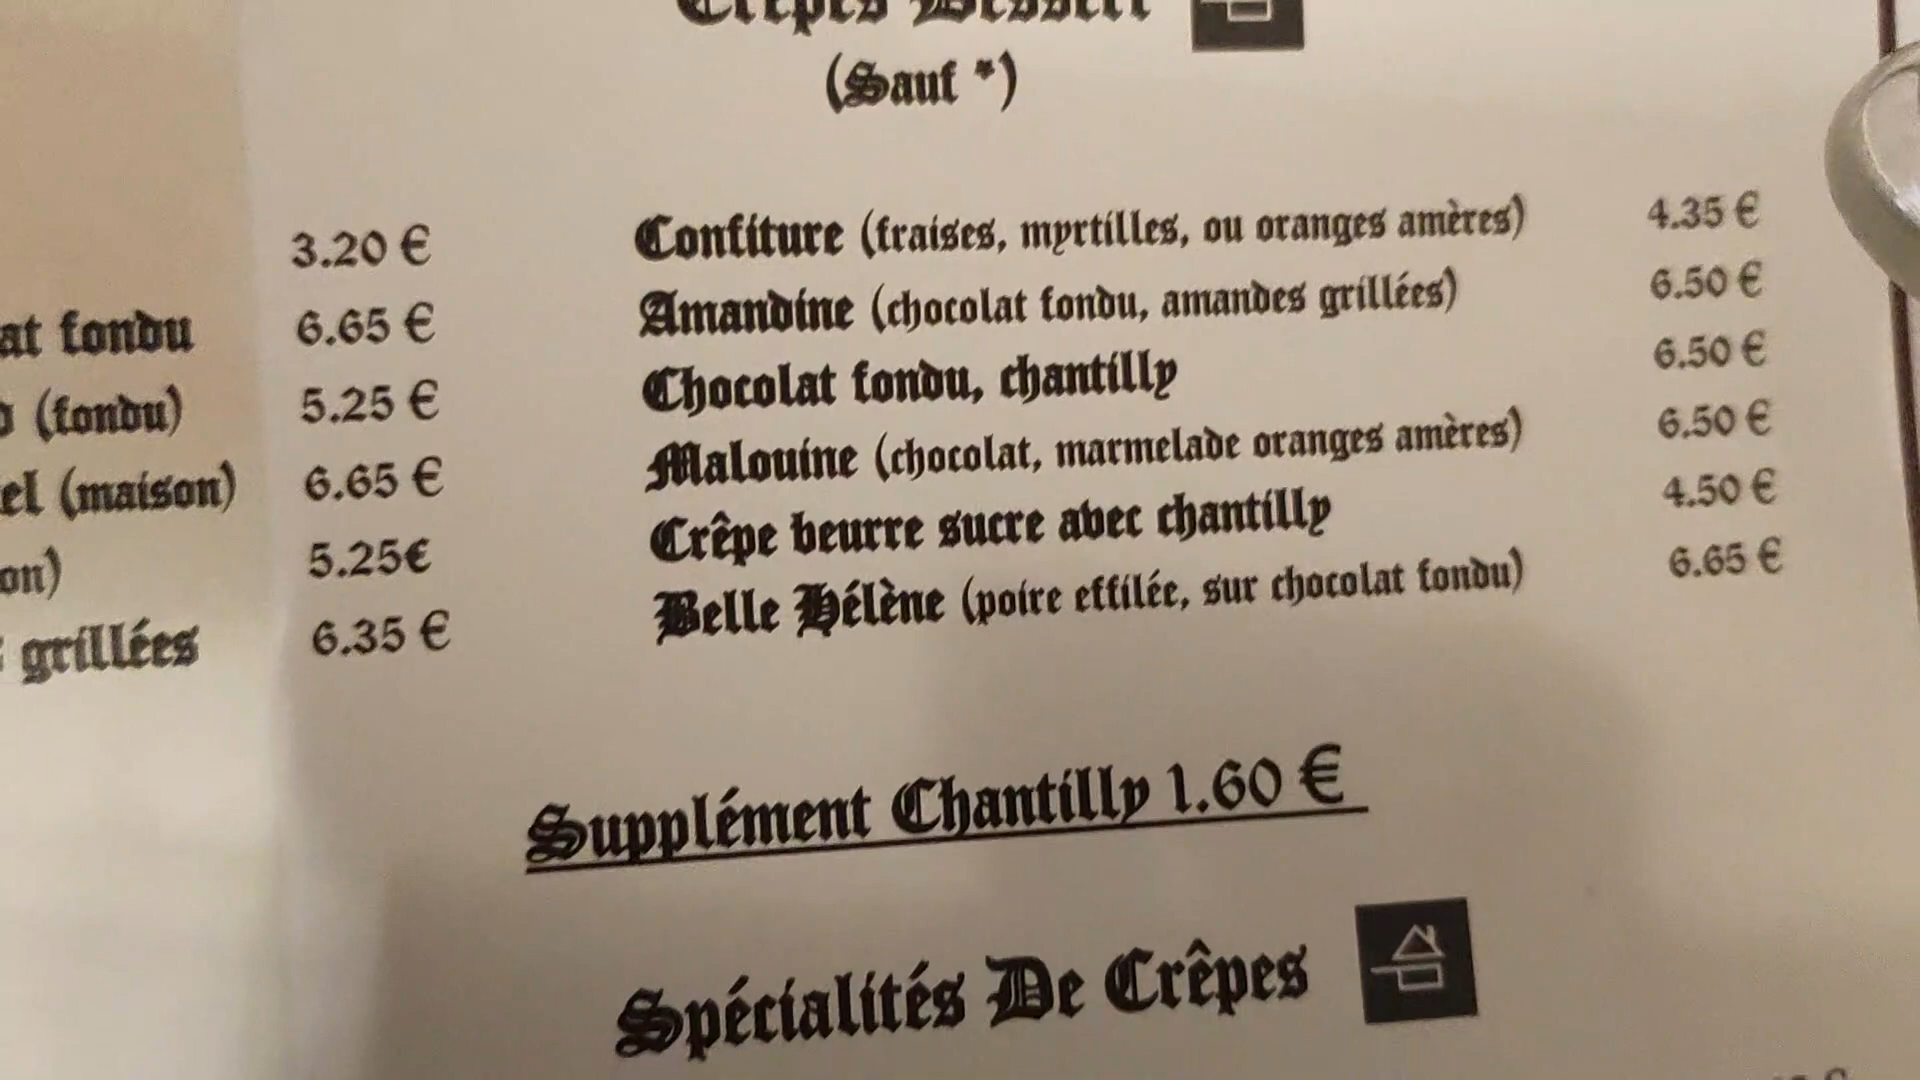 Crêpes Dessert
(Sauf *)
3.20 €
fondu 6.65 €
(fondu) 5.25 €
(maison) 6.65 €
5.25€
grillées 6.35 €
Confiture (fraises, myrtilles, ou oranges amères) 4.35 €
Amandine (chocolat fondu, amandes grillées) 6.50 €
Chocolat fondu, chantilly 6.50 €
Malouine (chocolat, marmelade oranges amères) 6.50 €
Crêpe beurre sucre avec chantilly 4.50 €
Belle Hélène (poire effilée, sur chocolat fondu) 6.65 €
Supplément Chantilly 1.60 €
Spécialités De Crêpes